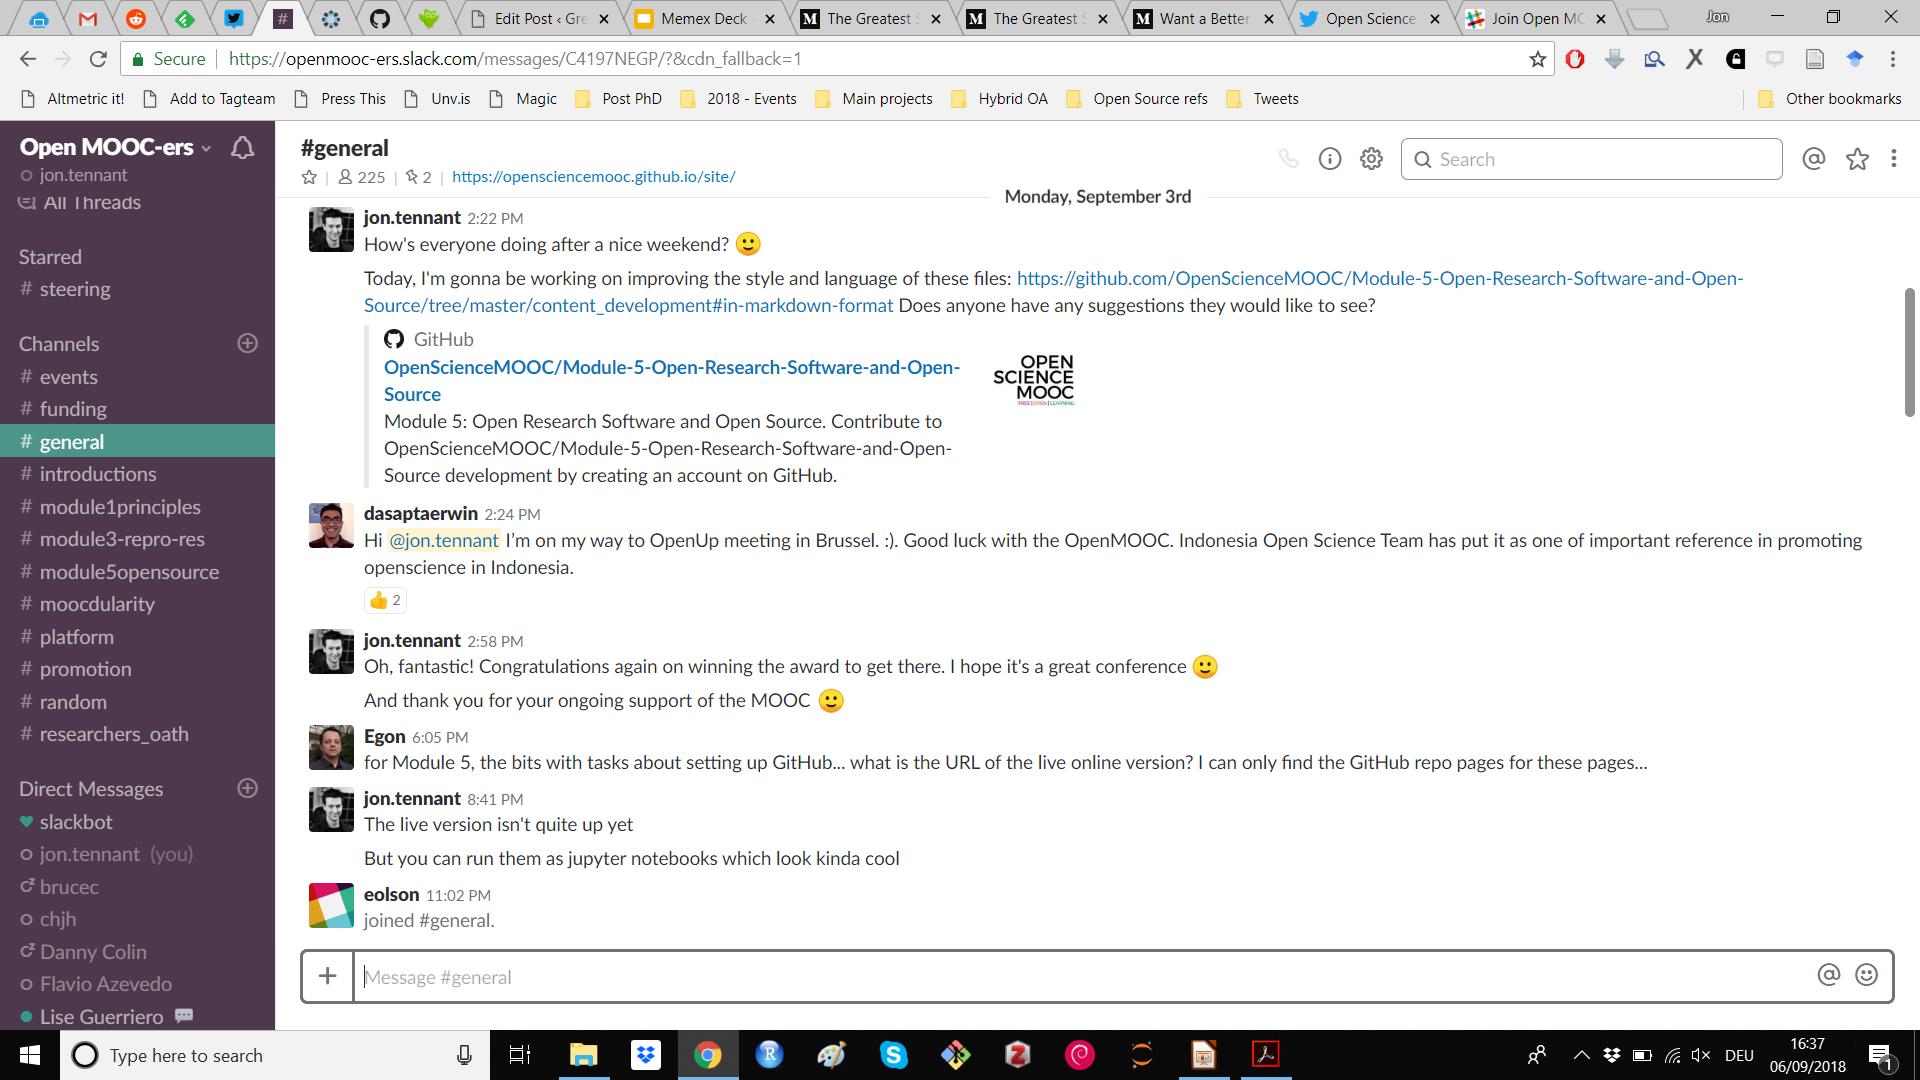 Edit Post ‹ Gre
Memex Deck
The Greatest S
The Greatest S
Want a Better
Open Science
Join Open MO
Jon
Secure
https://openmooc-ers.slack.com/messages/C4197NEGP/?&cdn_fallback=1
Altmetric it!
Add to Tagteam
Press This
Unv.is
Magic
Post PhD
2018 - Events
Main projects
Hybrid OA
Open Source refs
Tweets
Other bookmarks
Open MOOC-ers
jon.tennant
All Threads
Starred
# steering
Channels
# events
# funding
# general
# introductions
# module1principles
# module3-repro-res
# module5opensource
# moocdularity
# platform
# promotion
# random
# researchers_oath
Direct Messages
slackbot
jon.tennant (you)
brucec
chjh
Danny Colin
Flavio Azevedo
Lise Guerriero
#general
225 | 2 | https://opensciencemooc.github.io/site/
Search
Monday, September 3rd
jon.tennant 2:22 PM
How's everyone doing after a nice weekend? 🙂
Today, I'm gonna be working on improving the style and language of these files: https://github.com/OpenScienceMOOC/Module-5-Open-Research-Software-and-Open-
Source/tree/master/content_development#in-markdown-format Does anyone have any suggestions they would like to see?
GitHub
OpenScienceMOOC/Module-5-Open-Research-Software-and-Open-
Source
Module 5: Open Research Software and Open Source. Contribute to
OpenScienceMOOC/Module-5-Open-Research-Software-and-Open-
Source development by creating an account on GitHub.
OPEN
SCIENCE
MOOC
FREE|OPEN|LEARNING
dasaptaerwin 2:24 PM
Hi @jon.tennant I’m on my way to OpenUp meeting in Brussel. :). Good luck with the OpenMOOC. Indonesia Open Science Team has put it as one of important reference in promoting
openscience in Indonesia.
👍 2
jon.tennant 2:58 PM
Oh, fantastic! Congratulations again on winning the award to get there. I hope it's a great conference 🙂
And thank you for your ongoing support of the MOOC 🙂
Egon 6:05 PM
for Module 5, the bits with tasks about setting up GitHub... what is the URL of the live online version? I can only find the GitHub repo pages for these pages...
jon.tennant 8:41 PM
The live version isn't quite up yet
But you can run them as jupyter notebooks which look kinda cool
eolson 11:02 PM
joined #general.
Message #general
Type here to search
DEU
16:37
06/09/2018
1